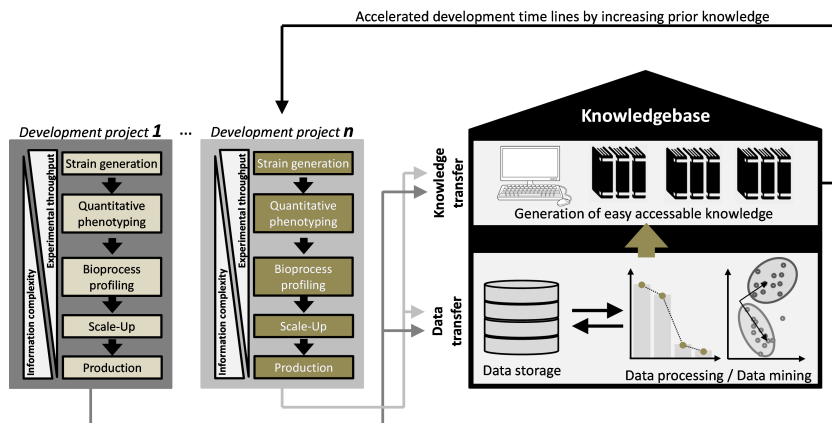 Accelerated development time lines by increasing prior knowledge
Knowledgebase
Development project 1
...
Development project n
Experimental throughput
Information complexity
Strain generation
Quantitative
phenotyping
Bioprocess
profiling
Scale-Up
Production
Experimental throughput
Information complexity
Strain generation
Quantitative
phenotyping
Bioprocess
profiling
Scale-Up
Production
Knowledge
transfer
Data
transfer
Generation of easy accessable knowledge
Data storage
Data processing / Data mining